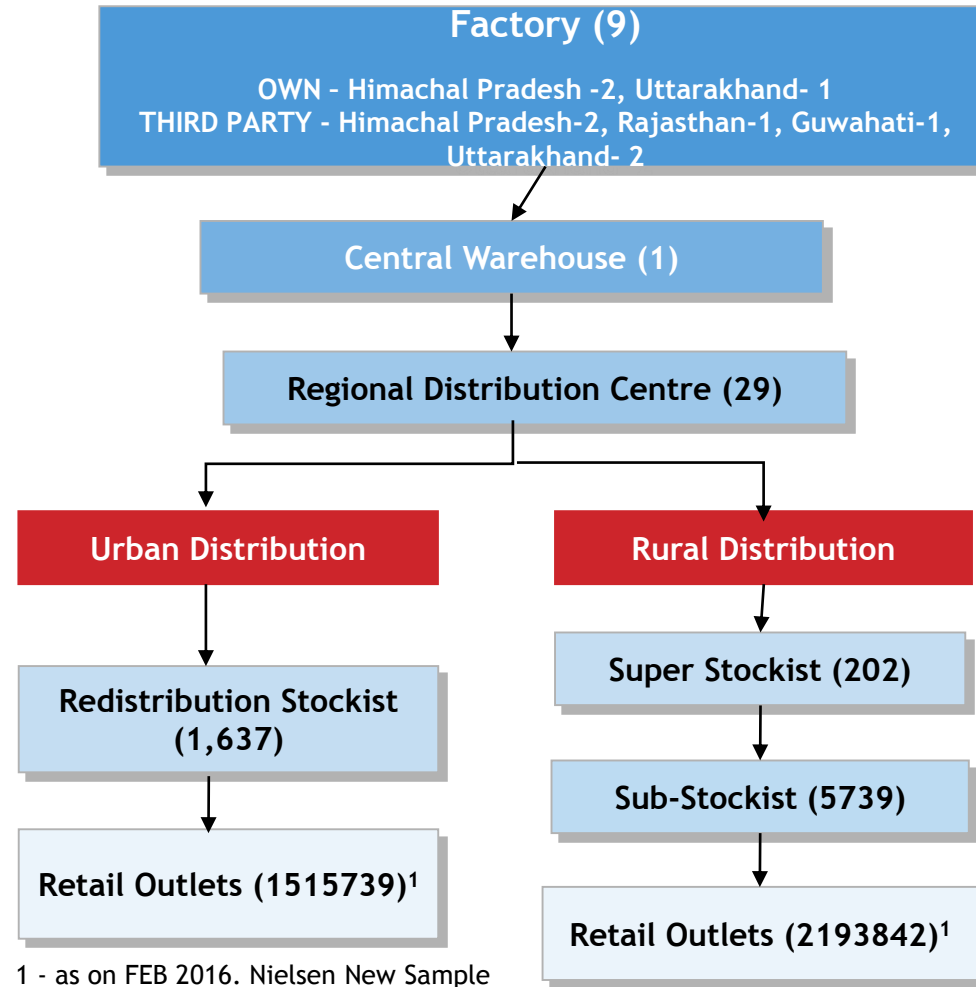 Factory (9)
OWN – Himachal Pradesh -2, Uttarakhand- 1
THIRD PARTY - Himachal Pradesh-2, Rajasthan-1, Guwahati-1,
Uttarakhand- 2
Central Warehouse (1)
Regional Distribution Centre (29)
Urban Distribution
Redistribution Stockist
(1,637)
Retail Outlets (1515739)¹
Rural Distribution
Super Stockist (202)
Sub-Stockist (5739)
Retail Outlets (2193842)¹
1 - as on FEB 2016. Nielsen New Sample